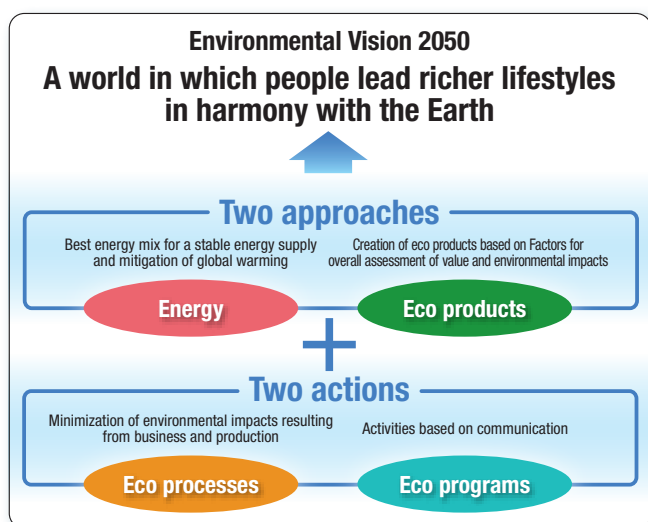 Environmental Vision 2050
A world in which people lead richer lifestyles
in harmony with the Earth
Two approaches
Best energy mix for a stable energy supply
and mitigation of global warming
Energy
Creation of eco products based on Factors for
overall assessment of value and environmental impacts
Eco products
+
Two actions
Minimization of environmental impacts resulting
from business and production
Eco processes
Activities based on communication
Eco programs